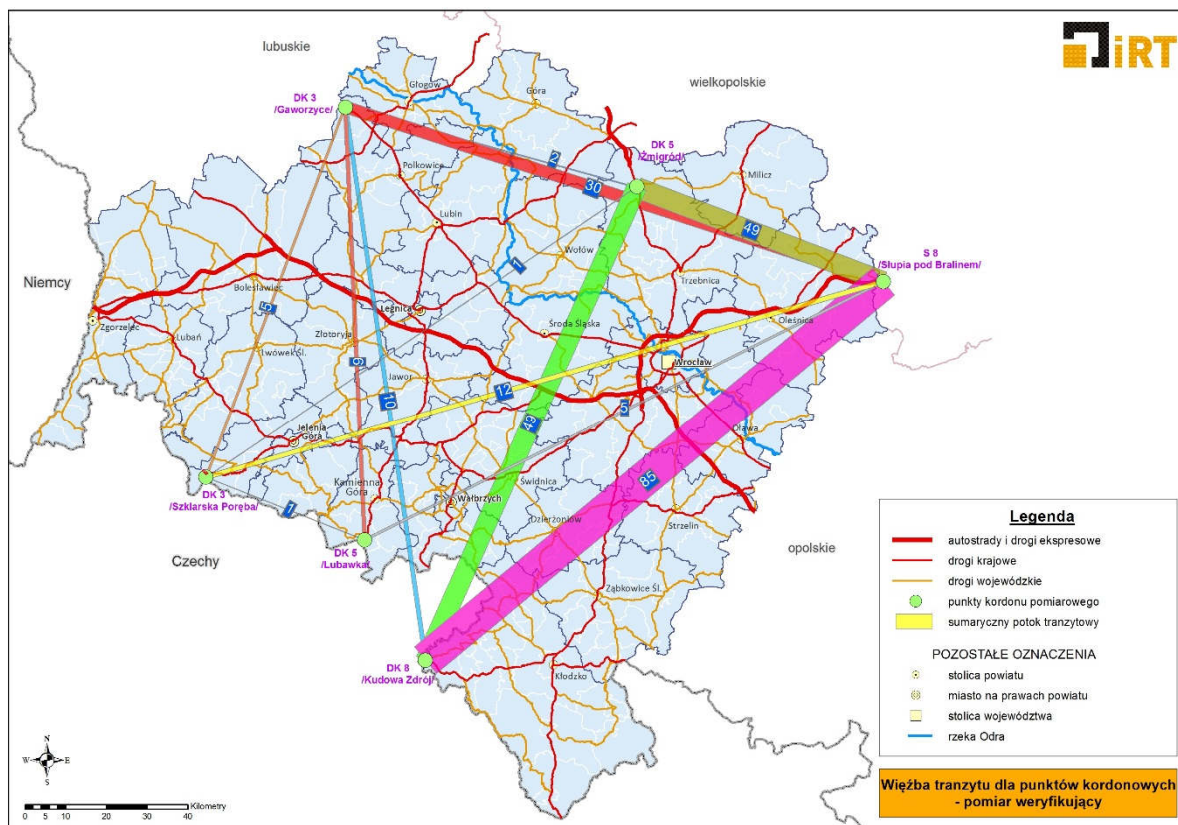 lubuskie
wielkopolskie
iRT
DK 3
/Gaworzyce/
Głogów
Góra
DK 5
/Żmigród/
2
30
Polkowice
Milicz
49
Lubin
Wołów
S 8
/Słupia pod Bralinem/
1
Trzebnica
Niemcy
Bolesławiec
5
Legnica
Zgorzelec
Złotoryja
Środa Śląska
Oleśnica
Lubań
Lwówek Śl.
6
Wrocław
Jawor
10
12
5
Jelenia
Góra
49
Oława
DK 3
/Szklarska Poręba/
Kamienna
Góra
Wałbrzych
Świdnica
85
1
Dzierżoniów
Strzelin
DK 5
/Lubawka/
Czechy
opolskie
Ząbkowice Śl.
DK 8
/Kudowa Zdrój/
Kłodzko
Legenda
autostrady i drogi ekspresowe
drogi krajowe
drogi wojewódzkie
punkty kordonu pomiarowego
sumaryczny potok tranzytowy
POZOSTAŁE OZNACZENIA
stolica powiatu
miasto na prawach powiatu
stolica województwa
rzeka Odra
Więźba tranzytu dla punktów kordonowych
- pomiar weryfikujący
N
W E
S
Kilometry
0 5 10 20 30 40